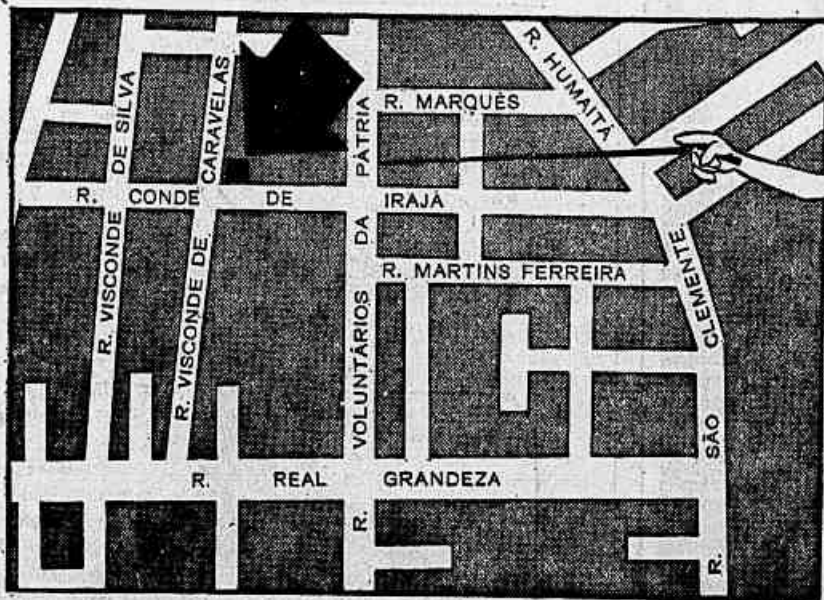 R. HUMAITÁ
R. MARQUÊS
R. VISCONDE DE SILVA
R. VISCONDE DE CARAVELAS
R. CONDE DE IRAJÁ
R. MARTINS FERREIRA
R. VOLUNTÁRIOS DA PÁTRIA
R. SÃO CLEMENTE
R. REAL GRANDEZA